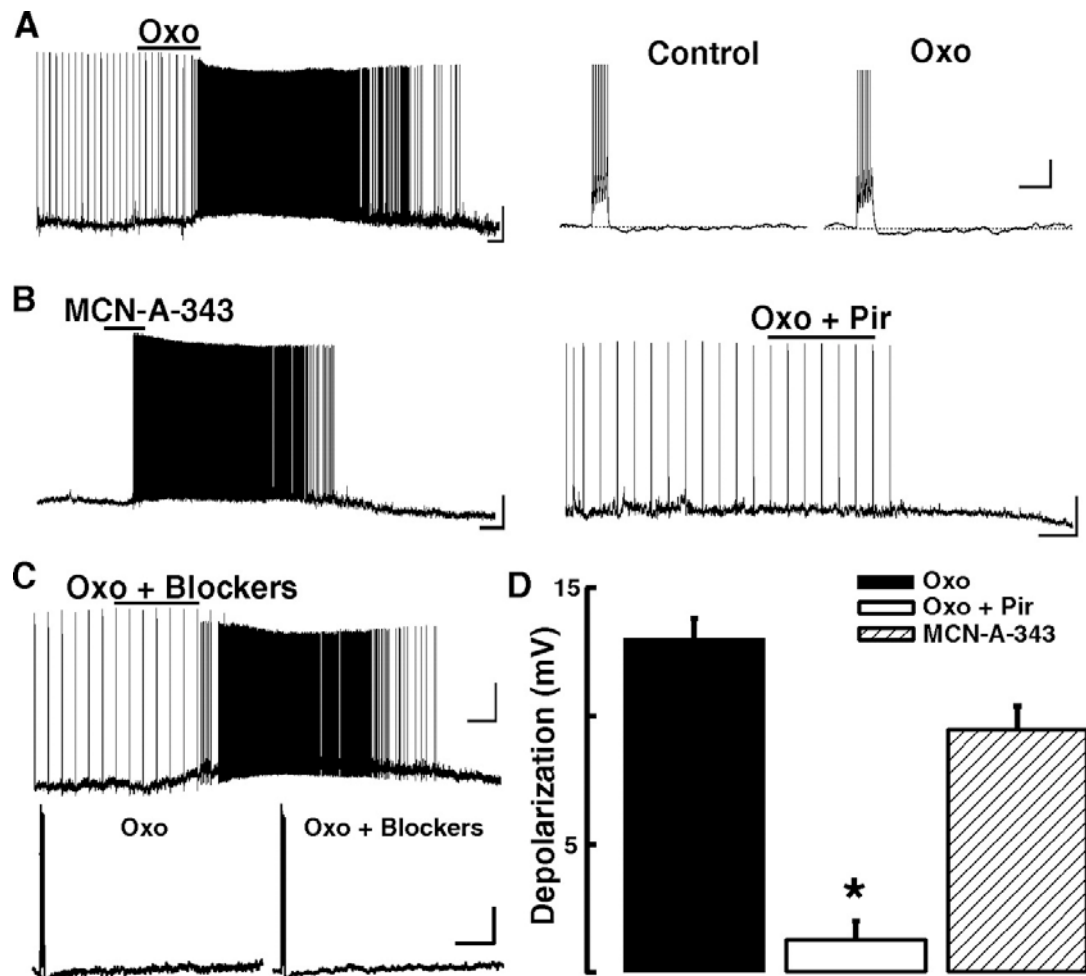 A
Oxo
Control
Oxo
B
MCN-A-343
Oxo + Pir
C
Oxo + Blockers
Oxo
Oxo + Blockers
D
15
5
Depolarization (mV)
Oxo
Oxo + Pir
MCN-A-343
*